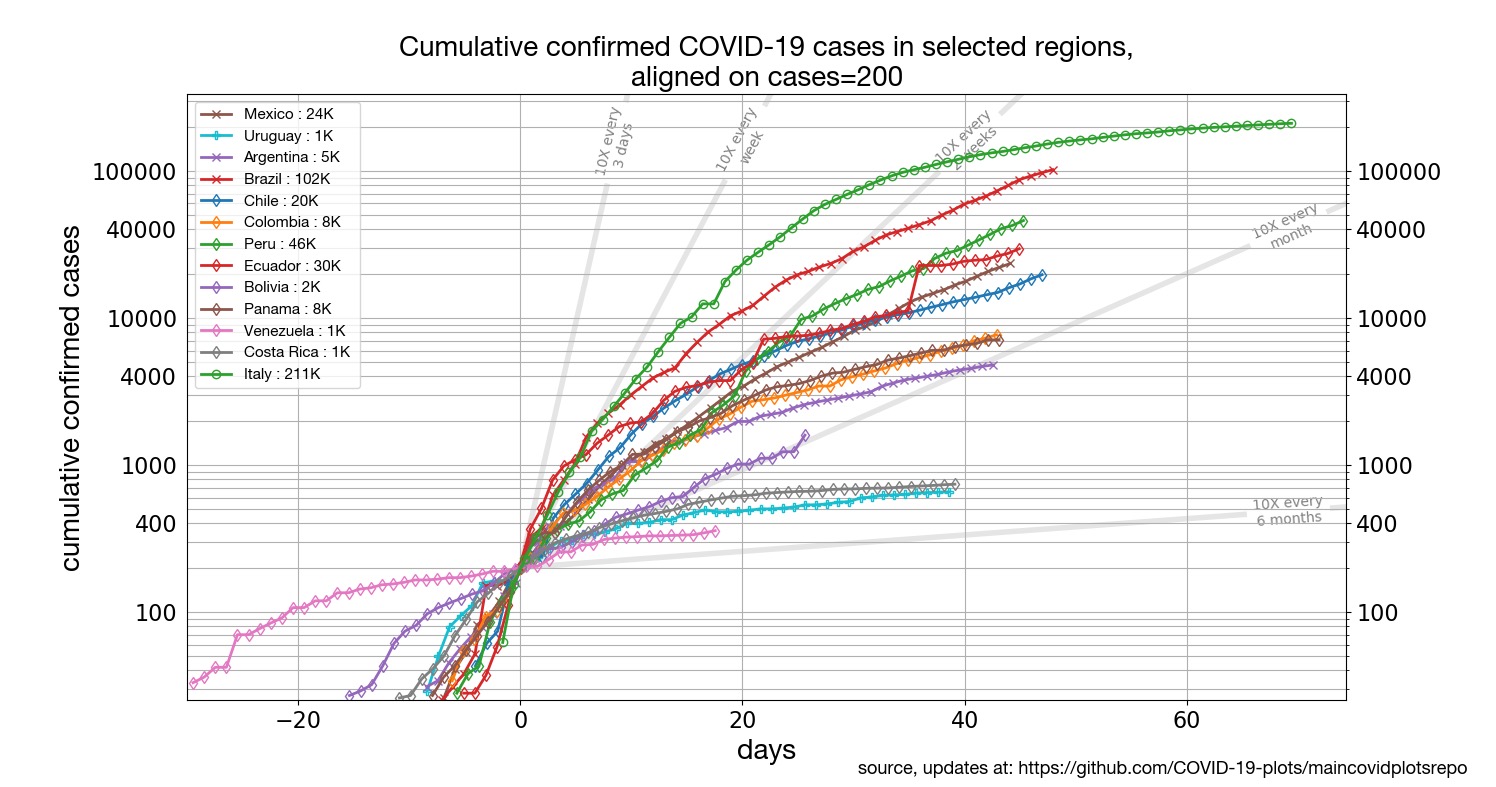 Cumulative confirmed COVID-19 cases in selected regions,
aligned on cases=200
cumulative confirmed cases
100000
40000
10000
4000
1000
400
100
Mexico : 24K
Uruguay : 1K
Argentina : 5K
Brazil : 102K
Chile : 20K
Colombia : 8K
Peru : 46K
Ecuador : 30K
Bolivia : 2K
Panama : 8K
Venezuela : 1K
Costa Rica : 1K
Italy : 211K
10X every
3 days
10X every
week
10X every
weeks
10X every
month
10X every
6 months
100000
40000
10000
4000
1000
400
100
−20
0
20
40
60
days
source, updates at: https://github.com/COVID-19-plots/maincovidplotsrepo